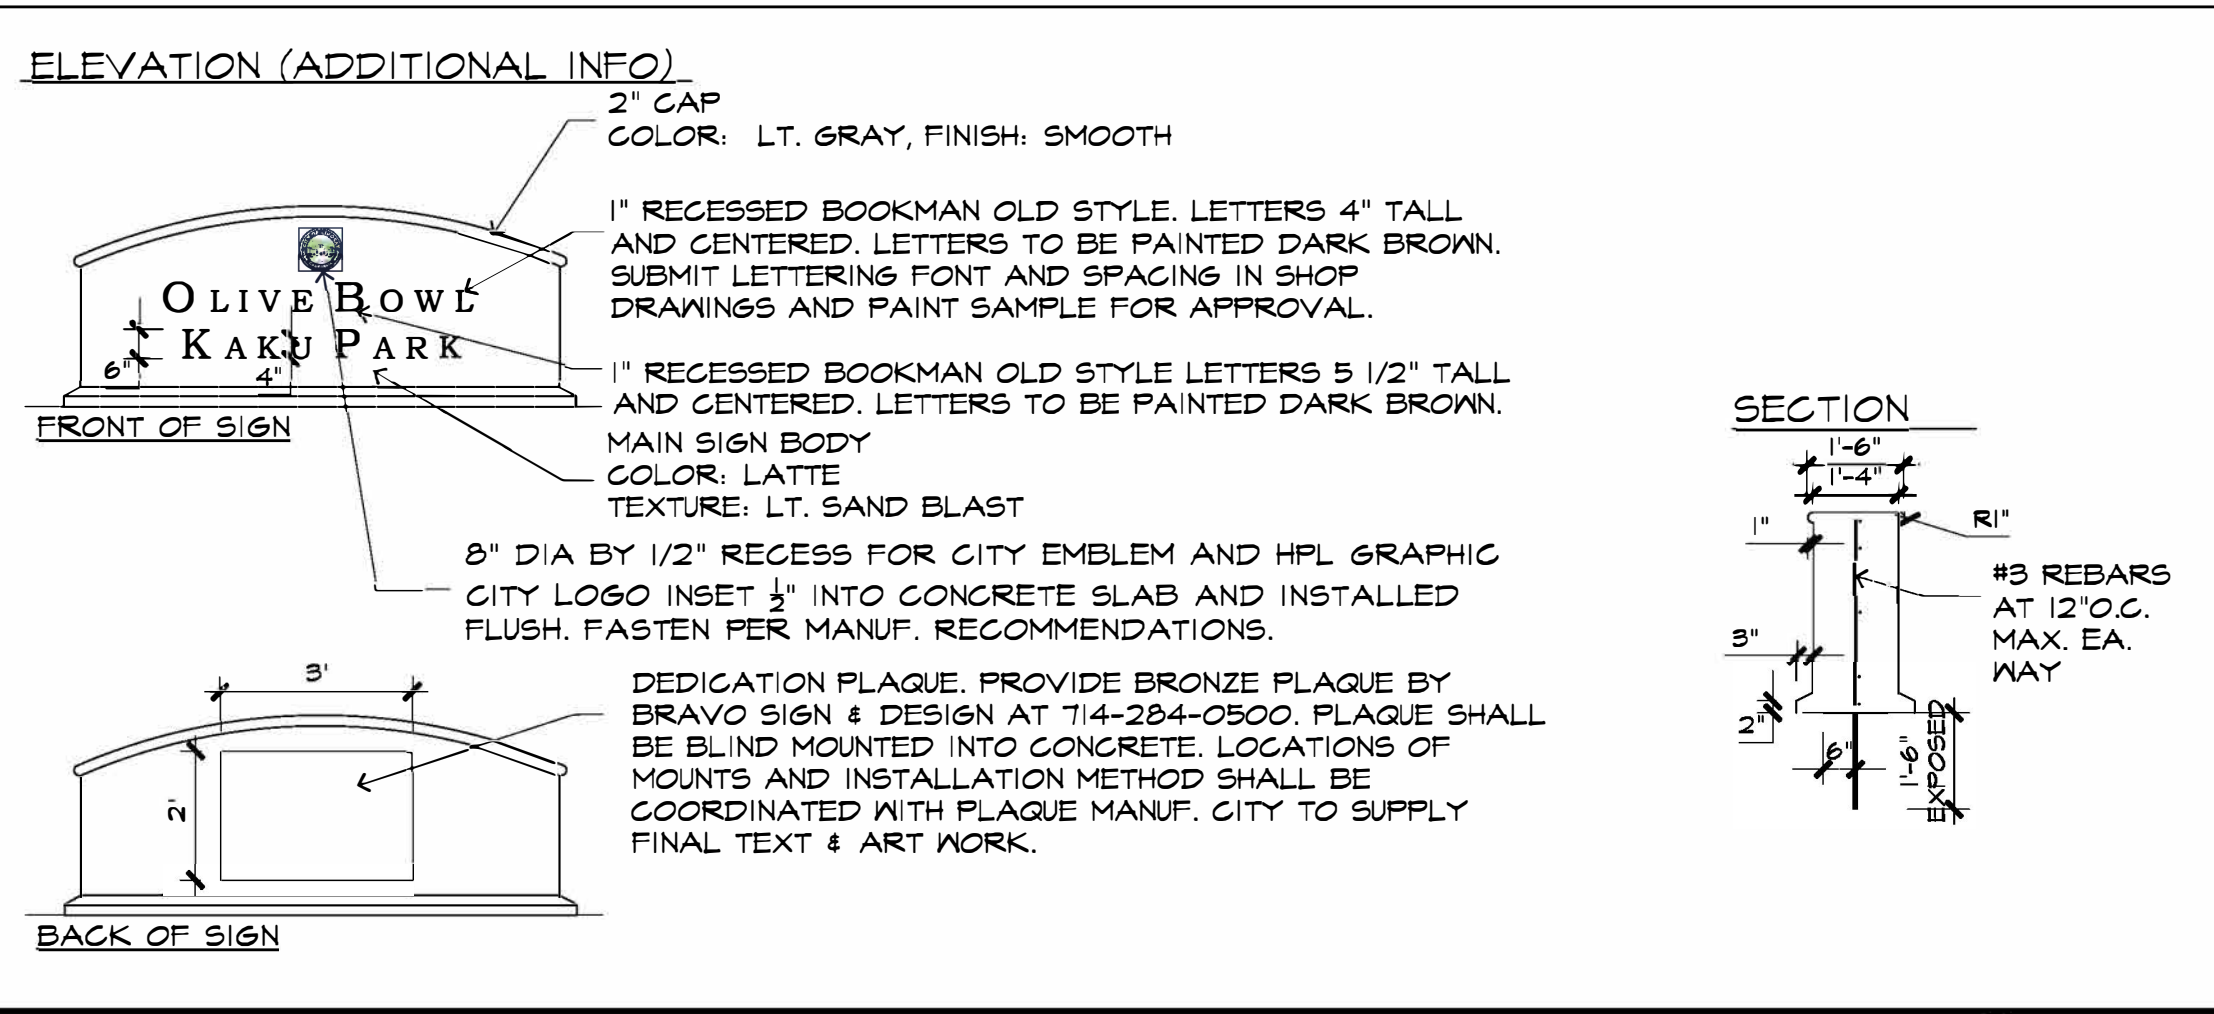 ELEVATION (ADDITIONAL INFO)
2" CAP
COLOR: LT. GRAY, FINISH: SMOOTH
1" RECESSED BOOKMAN OLD STYLE. LETTERS 4" TALL
AND CENTERED. LETTERS TO BE PAINTED DARK BROWN.
SUBMIT LETTERING FONT AND SPACING IN SHOP
DRAWINGS AND PAINT SAMPLE FOR APPROVAL.
OLIVE BOWL
KAKU PARK
6"
4"
1" RECESSED BOOKMAN OLD STYLE LETTERS 5 1/2" TALL
AND CENTERED. LETTERS TO BE PAINTED DARK BROWN.
FRONT OF SIGN
MAIN SIGN BODY
COLOR: LATTE
TEXTURE: LT. SAND BLAST
8" DIA BY 1/2" RECESS FOR CITY EMBLEM AND HPL GRAPHIC
CITY LOGO INSET ½" INTO CONCRETE SLAB AND INSTALLED
FLUSH. FASTEN PER MANUF. RECOMMENDATIONS.
3'
2'
DEDICATION PLAQUE. PROVIDE BRONZE PLAQUE BY
BRAVO SIGN & DESIGN AT 714-284-0500. PLAQUE SHALL
BE BLIND MOUNTED INTO CONCRETE. LOCATIONS OF
MOUNTS AND INSTALLATION METHOD SHALL BE
COORDINATED WITH PLAQUE MANUF. CITY TO SUPPLY
FINAL TEXT & ART WORK.
BACK OF SIGN
SECTION
1'-6"
1'-4"
1"
R1"
#3 REBARS
AT 12"O.C.
MAX. EA.
WAY
3"
2"
6"
1'-6"
EXPOSED